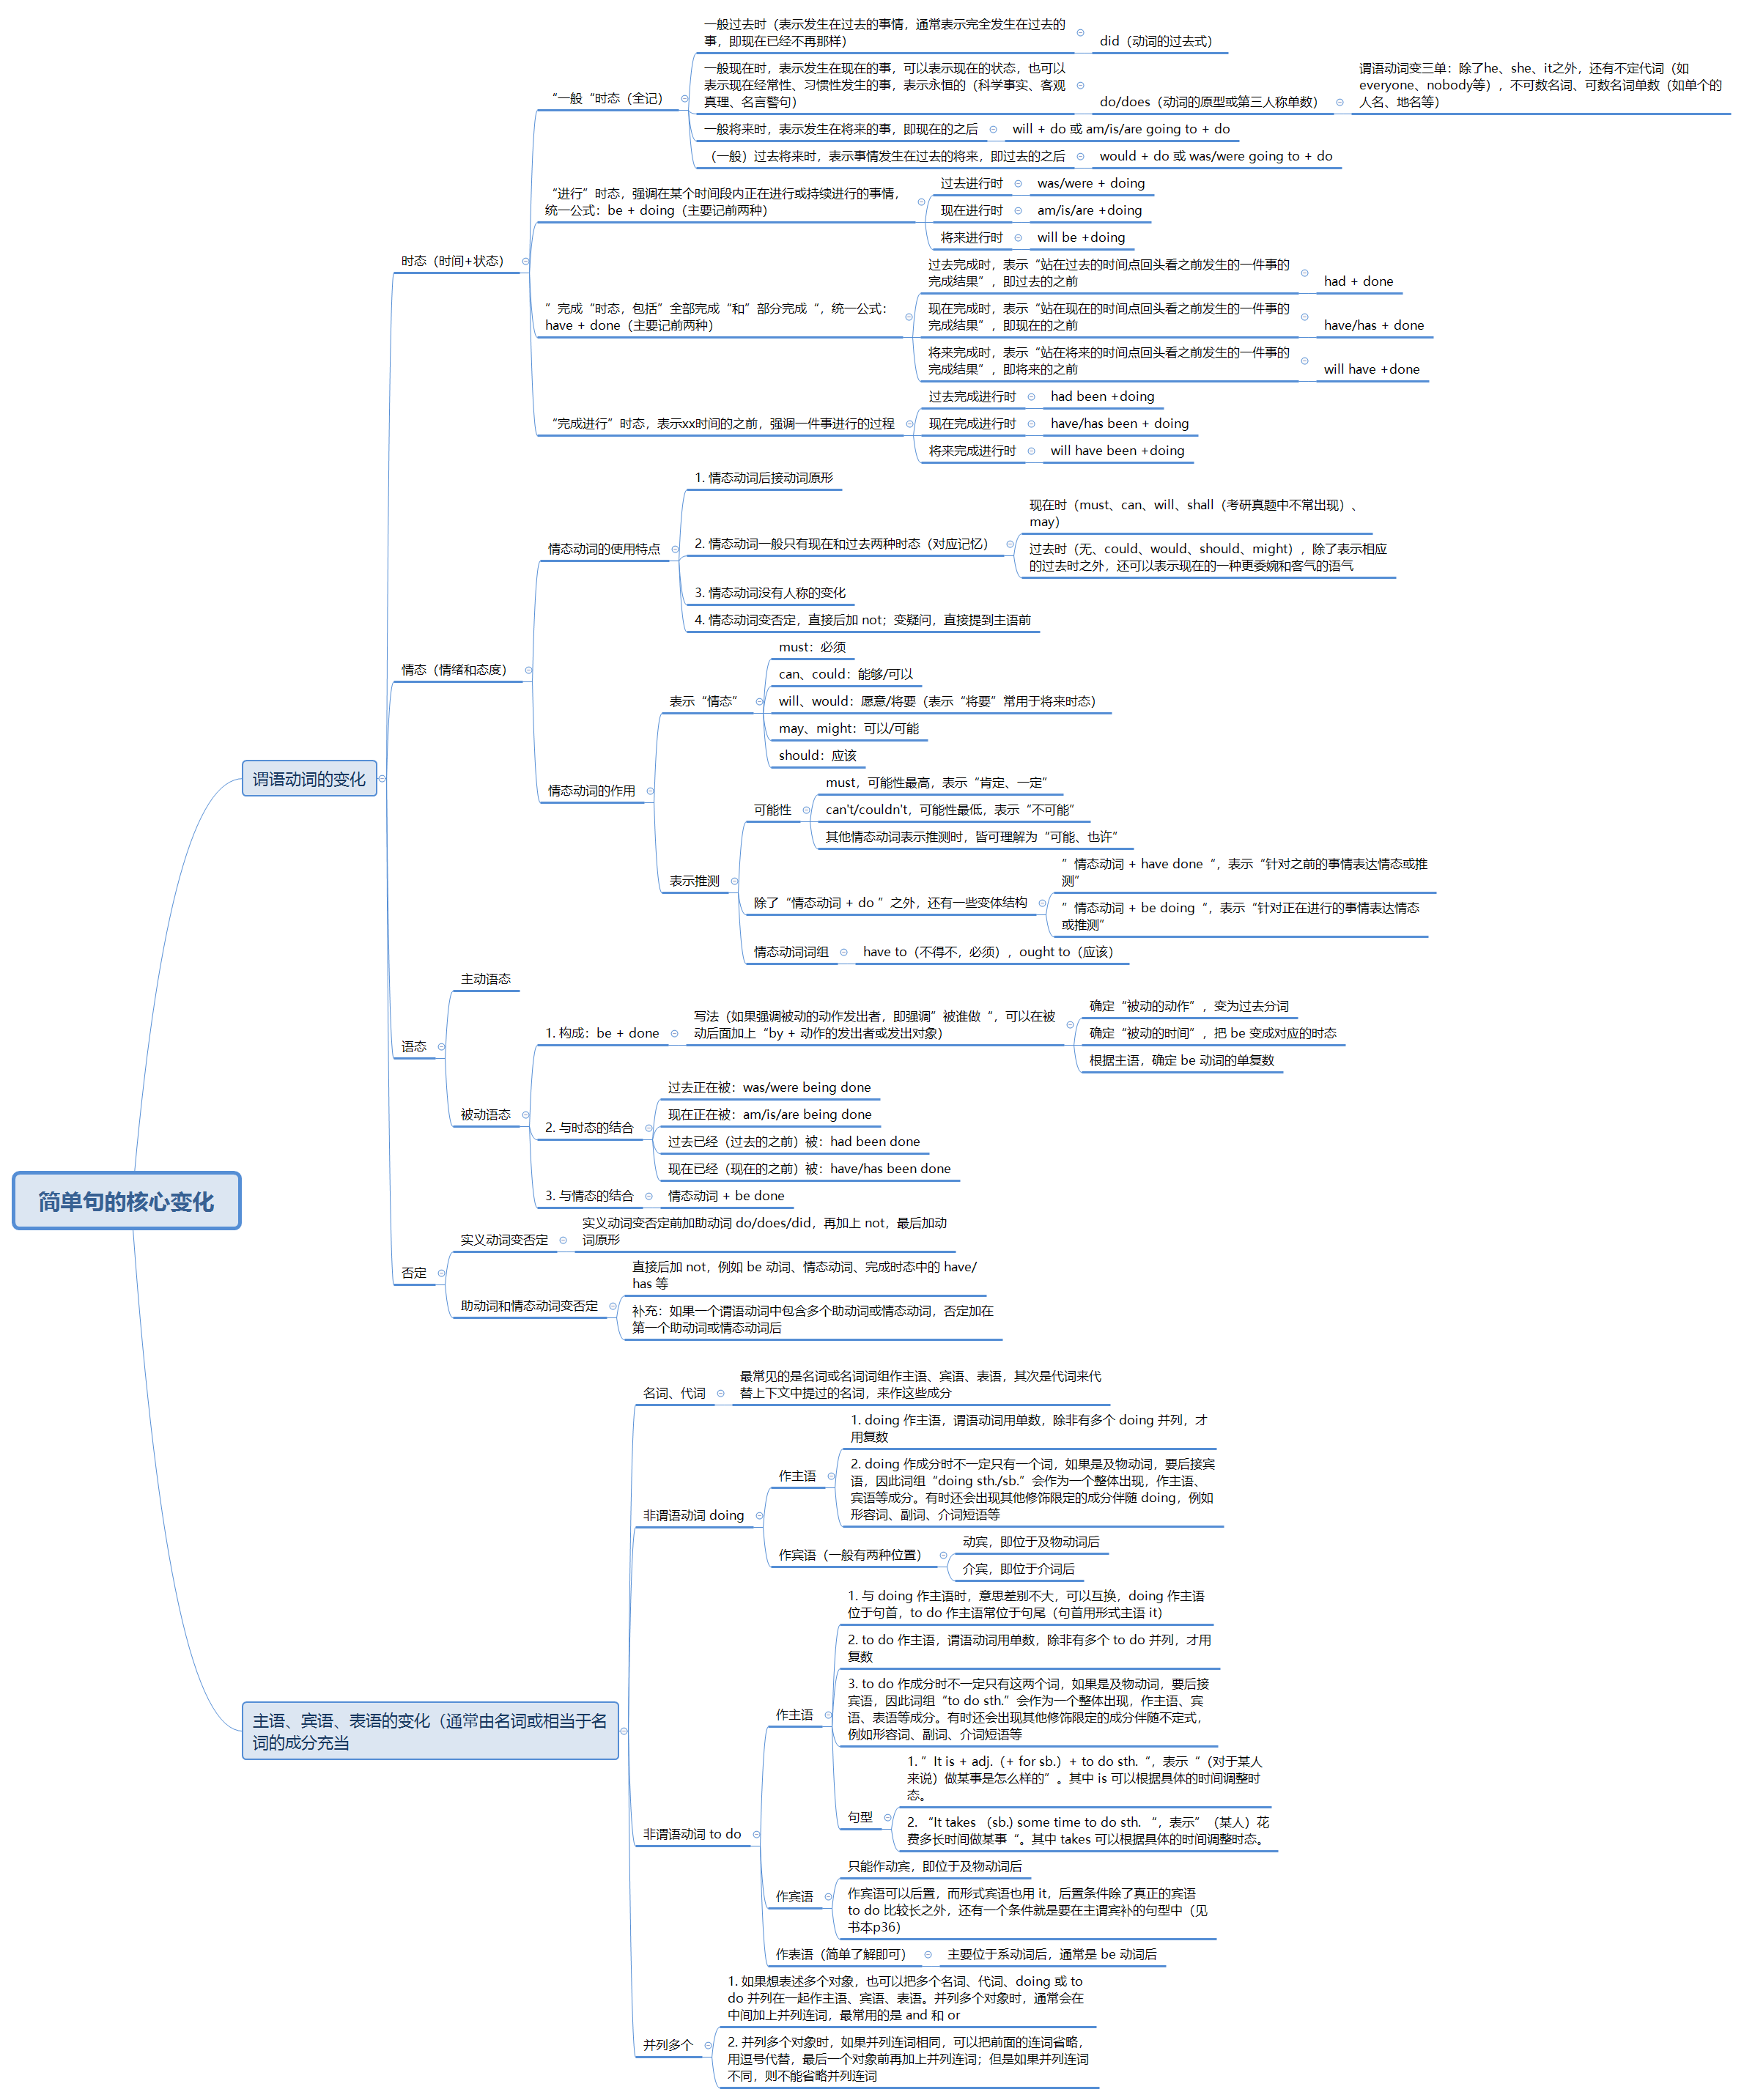 简单句的核心变化
谓语动词的变化
时态（时间+状态）
“一般“时态（全记）
一般过去时（表示发生在过去的事情，通常表示完全发生在过去的
事，即现在已经不再那样）
did（动词的过去式）
一般现在时，表示发生在现在的事，可以表示现在的状态，也可以
表示现在经常性、习惯性发生的事，表示永恒的（科学事实、客观
真理、名言警句）
do/does（动词的原型或第三人称单数）
谓语动词变三单：除了he、she、it之外，还有不定代词（如
everyone、nobody等），不可数名词、可数名词单数（如单个的
人名、地名等）
一般将来时，表示发生在将来的事，即现在的之后
will + do 或 am/is/are going to + do
（一般）过去将来时，表示事情发生在过去的将来，即过去的之后
would + do 或 was/were going to + do
“进行”时态，强调在某个时间段内正在进行或持续进行的事情，
统一公式：be + doing（主要记前两种）
过去进行时
was/were + doing
现在进行时
am/is/are +doing
将来进行时
will be +doing
”完成“时态，包括”全部完成“和”部分完成“，统一公式：
have + done（主要记前两种）
过去完成时，表示“站在过去的时间点回头看之前发生的一件事的
完成结果”，即过去的之前
had + done
现在完成时，表示“站在现在的时间点回头看之前发生的一件事的
完成结果”，即现在的之前
have/has + done
将来完成时，表示“站在将来的时间点回头看之前发生的一件事的
完成结果”，即将来的之前
will have +done
“完成进行”时态，表示xx时间的之前，强调一件事进行的过程
过去完成进行时
had been +doing
现在完成进行时
have/has been + doing
将来完成进行时
will have been +doing
情态（情绪和态度）
情态动词的使用特点
1. 情态动词后接动词原形
2. 情态动词一般只有现在和过去两种时态（对应记忆）
现在时（must、can、will、shall（考研真题中不常出现）、
may）
过去时（无、could、would、should、might），除了表示相应
的过去时之外，还可以表示现在的一种更委婉和客气的语气
3. 情态动词没有人称的变化
4. 情态动词变否定，直接后加 not；变疑问，直接提到主语前
情态动词的作用
表示“情态”
must：必须
can、could：能够/可以
will、would：愿意/将要（表示“将要”常用于将来时态）
may、might：可以/可能
should：应该
表示推测
可能性
must，可能性最高，表示“肯定、一定”
can't/couldn't，可能性最低，表示“不可能”
其他情态动词表示推测时，皆可理解为“可能、也许”
除了“情态动词 + do ”之外，还有一些变体结构
”情态动词 + have done“，表示“针对之前的事情表达情态或推
测”
”情态动词 + be doing“，表示“针对正在进行的事情表达情态
或推测”
情态动词词组
have to（不得不，必须），ought to（应该）
语态
主动语态
被动语态
1. 构成：be + done
写法（如果强调被动的动作发出者，即强调”被谁做“，可以在被
动后面加上“by + 动作的发出者或发出对象）
确定“被动的动作”，变为过去分词
确定“被动的时间”，把 be 变成对应的时态
根据主语，确定 be 动词的单复数
2. 与时态的结合
过去正在被：was/were being done
现在正在被：am/is/are being done
过去已经（过去的之前）被：had been done
现在已经（现在的之前）被：have/has been done
3. 与情态的结合
情态动词 + be done
否定
实义动词变否定
实义动词变否定前加助动词 do/does/did，再加上 not，最后加动
词原形
助动词和情态动词变否定
直接后加 not，例如 be 动词、情态动词、完成时态中的 have/
has 等
补充：如果一个谓语动词中包含多个助动词或情态动词，否定加在
第一个助动词或情态动词后
主语、宾语、表语的变化（通常由名词或相当于名
词的成分充当
名词、代词
最常见的是名词或名词词组作主语、宾语、表语，其次是代词来代
替上下文中提过的名词，来作这些成分
非谓语动词 doing
作主语
1. doing 作主语，谓语动词用单数，除非有多个 doing 并列，才
用复数
2. doing 作成分时不一定只有一个词，如果是及物动词，要后接宾
语，因此词组“doing sth./sb.”会作为一个整体出现，作主语、
宾语等成分。有时还会出现其他修饰限定的成分伴随 doing，例如
形容词、副词、介词短语等
作宾语（一般有两种位置）
动宾，即位于及物动词后
介宾，即位于介词后
非谓语动词 to do
作主语
1. 与 doing 作主语时，意思差别不大，可以互换，doing 作主语
位于句首，to do 作主语常位于句尾（句首用形式主语 it）
2. to do 作主语，谓语动词用单数，除非有多个 to do 并列，才用
复数
3. to do 作成分时不一定只有这两个词，如果是及物动词，要后接
宾语，因此词组“to do sth.”会作为一个整体出现，作主语、宾
语、表语等成分。有时还会出现其他修饰限定的成分伴随不定式，
例如形容词、副词、介词短语等
句型
1. ”It is + adj.（+ for sb.）+ to do sth.“，表示“（对于某人
来说）做某事是怎么样的”。其中 is 可以根据具体的时间调整时
态。
2. “It takes （sb.) some time to do sth. “，表示”（某人）花
费多长时间做某事“。其中 takes 可以根据具体的时间调整时态。
作宾语
只能作动宾，即位于及物动词后
作宾语可以后置，而形式宾语也用 it，后置条件除了真正的宾语
to do 比较长之外，还有一个条件就是要在主谓宾补的句型中（见
书本p36）
作表语（简单了解即可）
主要位于系动词后，通常是 be 动词后
并列多个
1. 如果想表述多个对象，也可以把多个名词、代词、doing 或 to
do 并列在一起作主语、宾语、表语。并列多个对象时，通常会在
中间加上并列连词，最常用的是 and 和 or
2. 并列多个对象时，如果并列连词相同，可以把前面的连词省略，
用逗号代替，最后一个对象前再加上并列连词；但是如果并列连词
不同，则不能省略并列连词